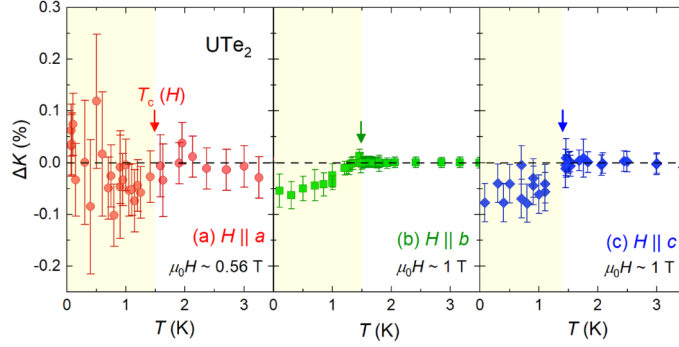 0.3
0.2
0.1
0.0
-0.1
-0.2
ΔK (%)
UTe2
Tc (H)
(a) H || a
μ0H ~ 0.56 T
(b) H || b
μ0H ~ 1 T
(c) H || c
μ0H ~ 1 T
0 1 2 3 0 1 2 3 0 1 2 3
T (K) T (K) T (K)